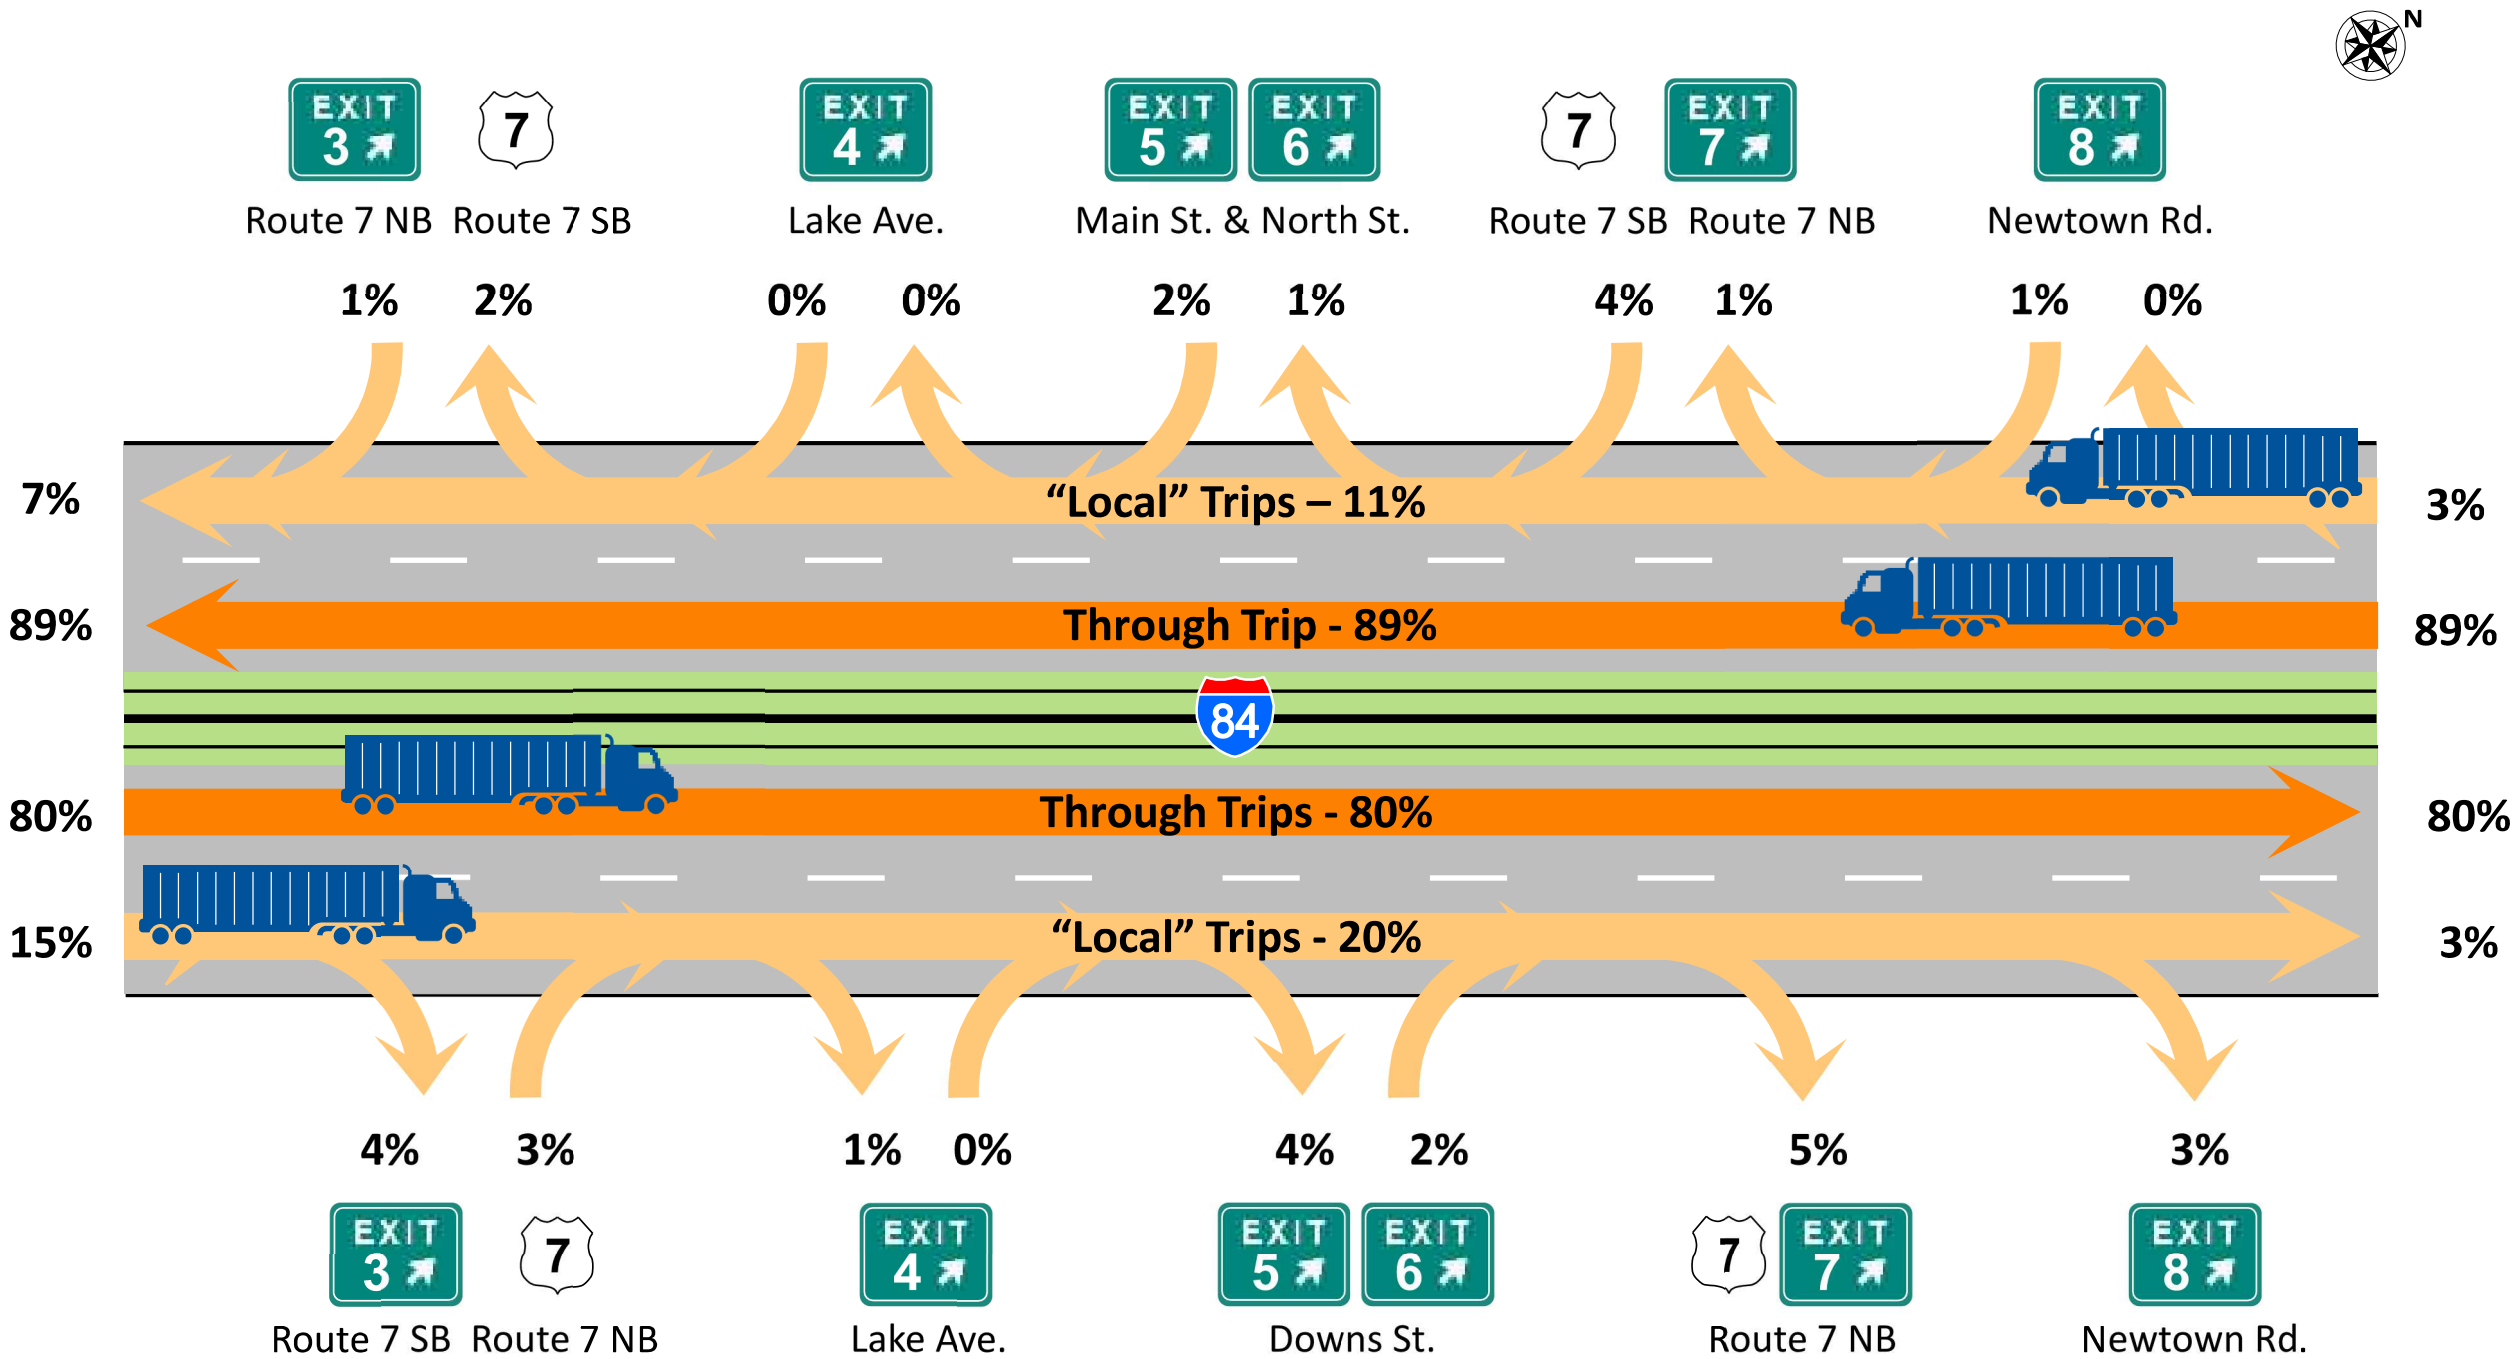 N
EXIT 3 7 EXIT 4 EXIT 5 EXIT 6 7 EXIT 7 EXIT 8
Route 7 NB Route 7 SB Lake Ave. Main St. & North St. Route 7 SB Route 7 NB Newtown Rd.
1% 2% 0% 0% 2% 1% 4% 1% 1% 0%
7% “Local” Trips – 11% 3%
89% Through Trip - 89% 89%
84
80% Through Trips - 80% 80%
15% “Local” Trips - 20% 3%
4% 3% 1% 0% 4% 2% 5% 3%
EXIT 3 7 EXIT 4 EXIT 5 EXIT 6 7 EXIT 7 EXIT 8
Route 7 SB Route 7 NB Lake Ave. Downs St. Route 7 NB Newtown Rd.